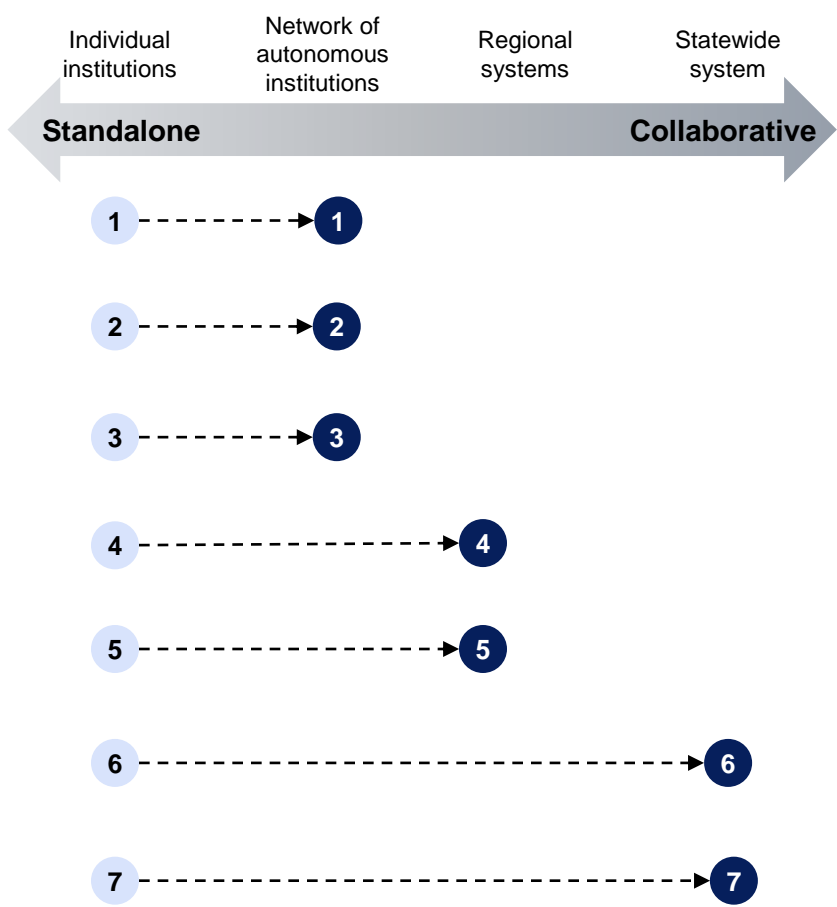 Individual
institutions
Network of
autonomous
institutions
Regional
systems
Statewide
system
Standalone
Collaborative
1 1
2 2
3 3
4 4
5 5
6 6
7 7